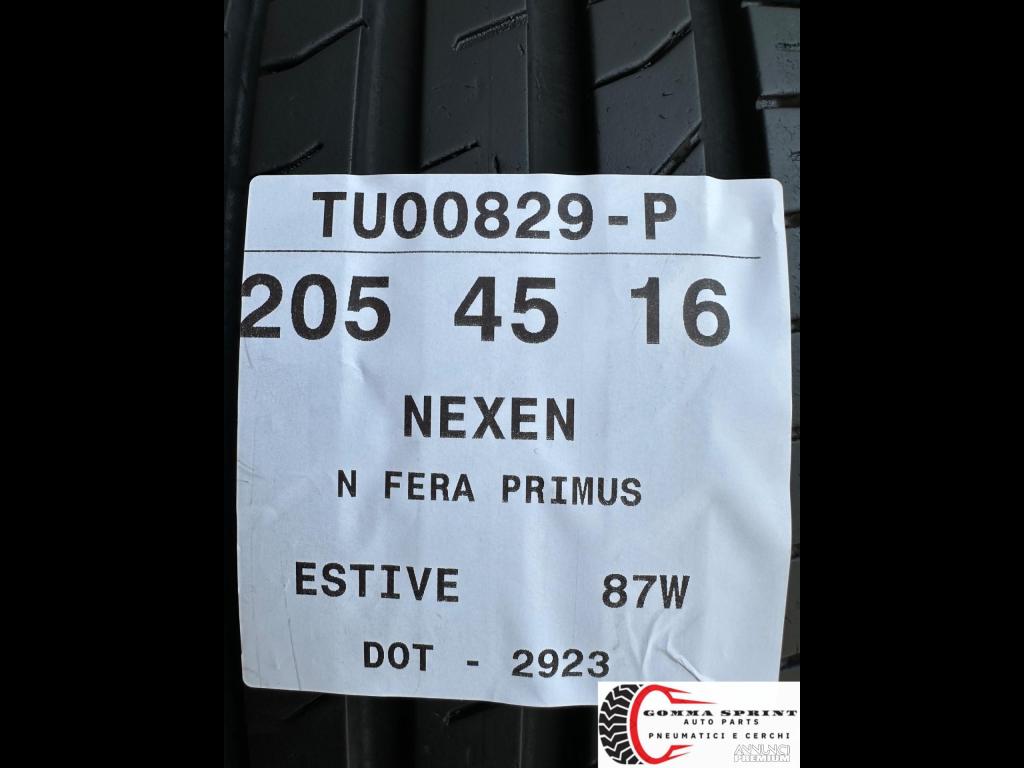 TU00829-P
205 45 16
NEXEN
N FERA PRIMUS
ESTIVE 87W
DOT - 2923
GOMMA SPRINT
AUTO PARTS
PNEUMATICI E CERCHI
ANNUNCI
PREMIUM